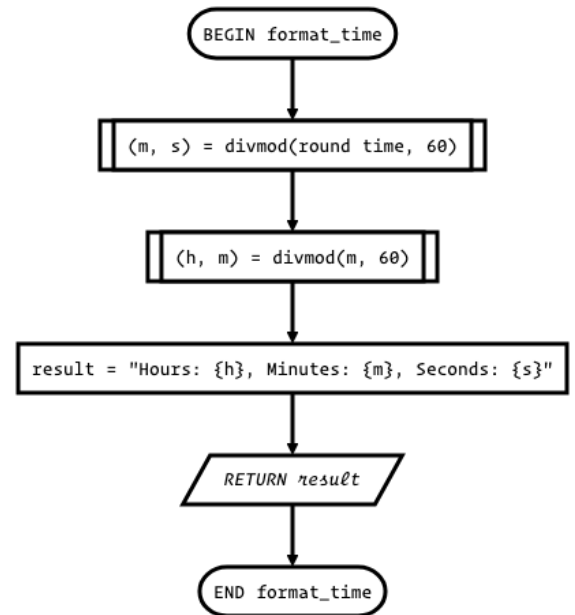 BEGIN format_time
(m, s) = divmod(round time, 60)
(h, m) = divmod(m, 60)
result = "Hours: {h}, Minutes: {m}, Seconds: {s}"
RETURN result
END format_time